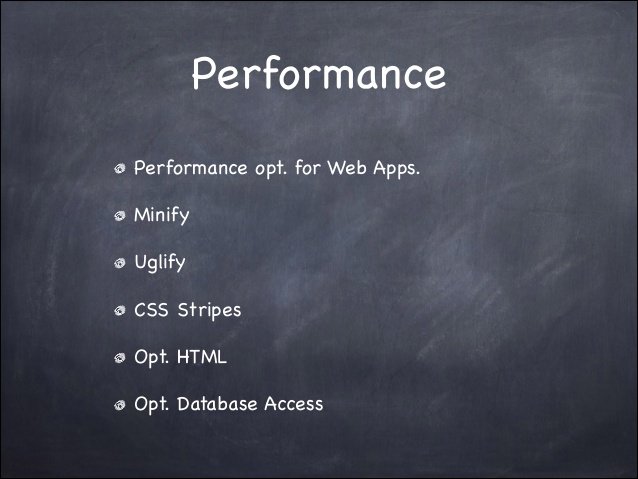 Performance
Performance opt. for Web Apps.
Minify
Uglify
CSS Stripes
Opt. HTML
Opt. Database Access